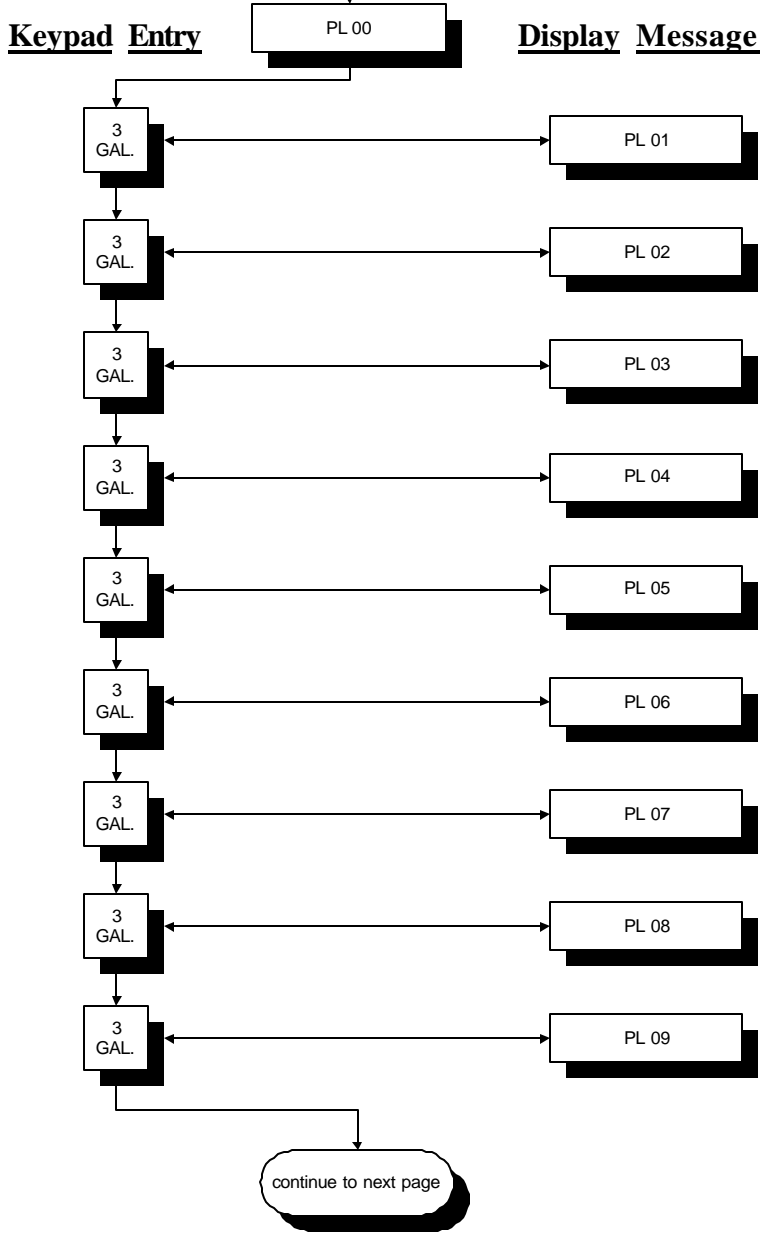 Keypad Entry
PL 00
Display Message
3
GAL.
PL 01
3
GAL.
PL 02
3
GAL.
PL 03
3
GAL.
PL 04
3
GAL.
PL 05
3
GAL.
PL 06
3
GAL.
PL 07
3
GAL.
PL 08
3
GAL.
PL 09
continue to next page